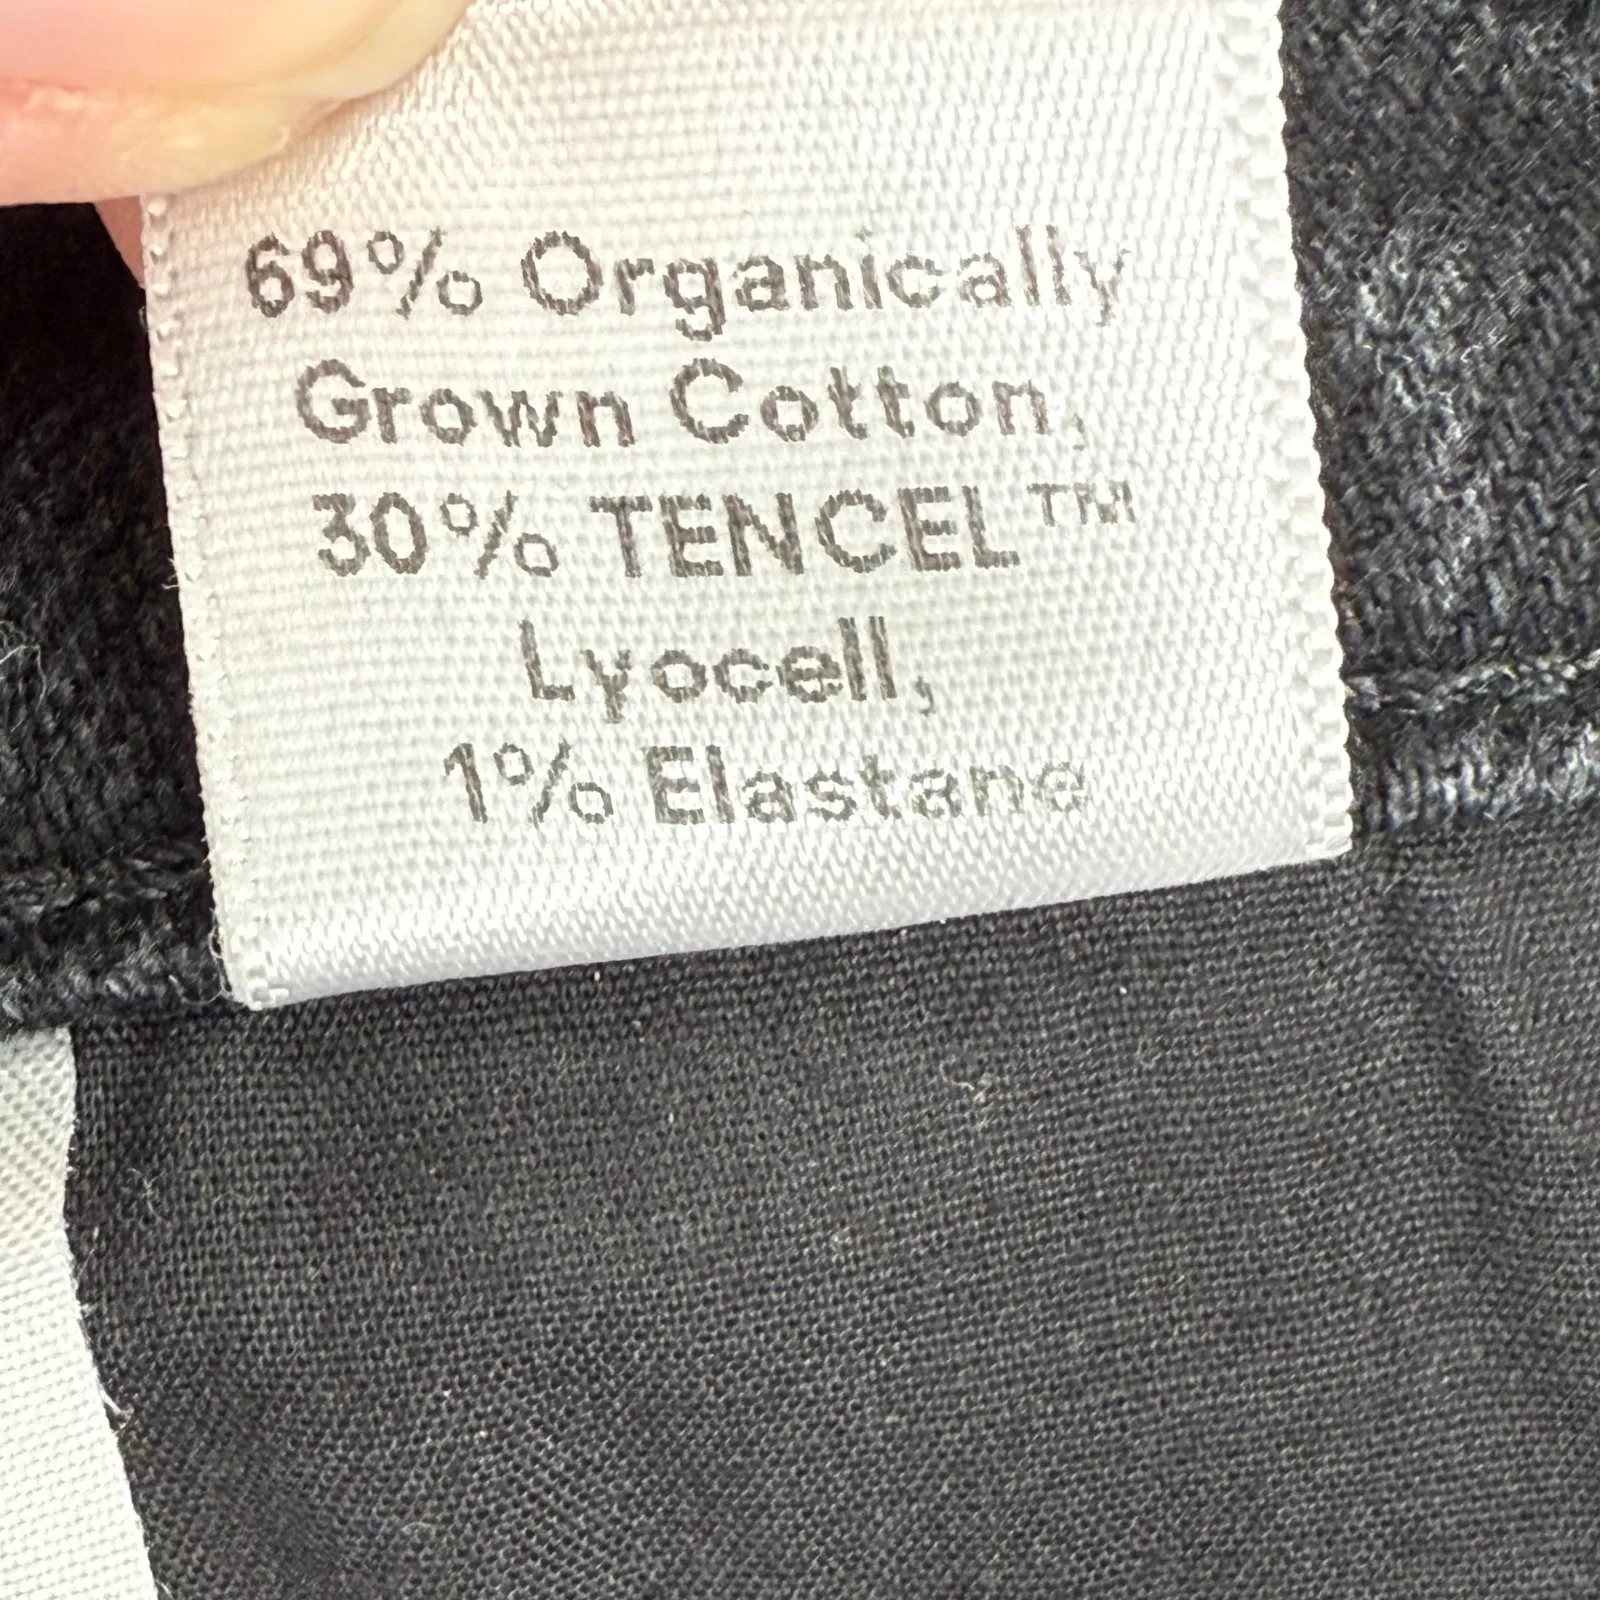 69% Organically
Grown Cotton,
30% TENCEL™
Lyocell,
1% Elastane